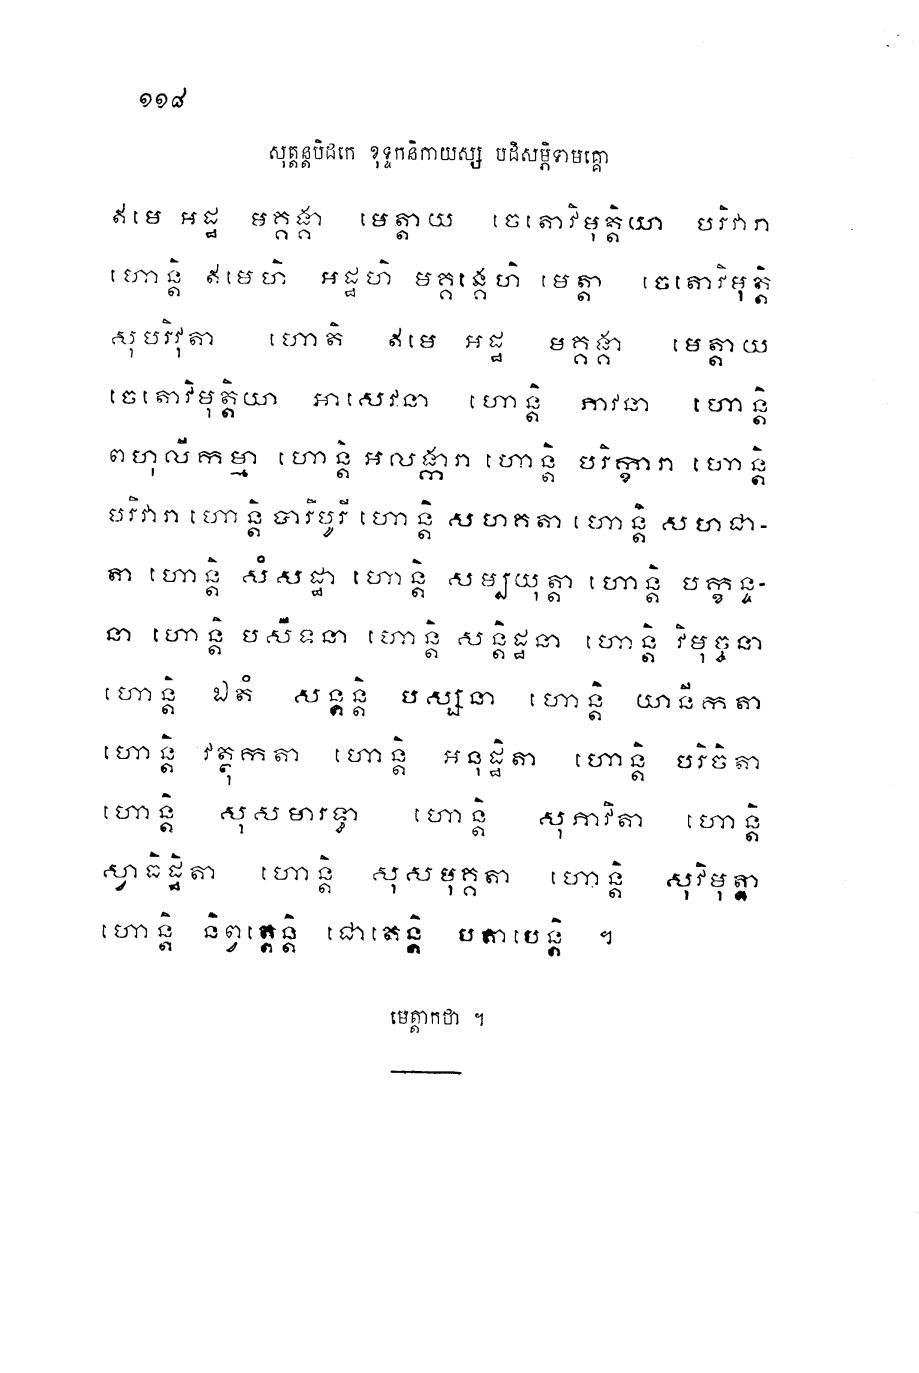 ១១៨
សុត្តន្តបិដកេ ខុទ្ទកនិកាយស្ស បដិសម្ភិទាមគ្គោ
ឥមេ អដ្ឋ មគ្គង្គា មេត្តាយ ចេតោវិមុត្តិយា បរិវារា
ហោន្តិ ឥមេហិ អដ្ឋហិ មគ្គង្គេហិ មេត្តា ចេតោវិមុត្តិ
សុបរិវុតា ហោតិ ឥមេ អដ្ឋ មគ្គង្គា មេត្តាយ
ចេតោវិមុត្តិយា អាសេវនា ហោន្តិ ភាវនា ហោន្តិ
ពហុលីកម្មា ហោន្តិ អលង្ការា ហោន្តិ បរិក្ខារា ហោន្តិ
បរិវារា ហោន្តិ បារិបូរី ហោន្តិ សហគតា ហោន្តិ សហជា-
តា ហោន្តិ សំសដ្ឋា ហោន្តិ សម្បយុត្តា ហោន្តិ បក្ខន្ទ-
នា ហោន្តិ បសីទនា ហោន្តិ សន្តិដ្ឋនា ហោន្តិ វិមុច្ចនា
ហោន្តិ ឯតំ សន្តន្តិ បស្សនា ហោន្តិ យានីកតា
ហោន្តិ វត្ថុកតា ហោន្តិ អនុដ្ឋិតា ហោន្តិ បរិចិតា
ហោន្តិ សុសមារទ្ធា ហោន្តិ សុភាវិតា ហោន្តិ
ស្វាធិដ្ឋិតា ហោន្តិ សុសមុគ្គតា ហោន្តិ សុវិមុត្តា
ហោន្តិ និព្វត្តេន្តិ ជោតេន្តិ បតាបេន្តិ ។
មេត្តាកថា ។